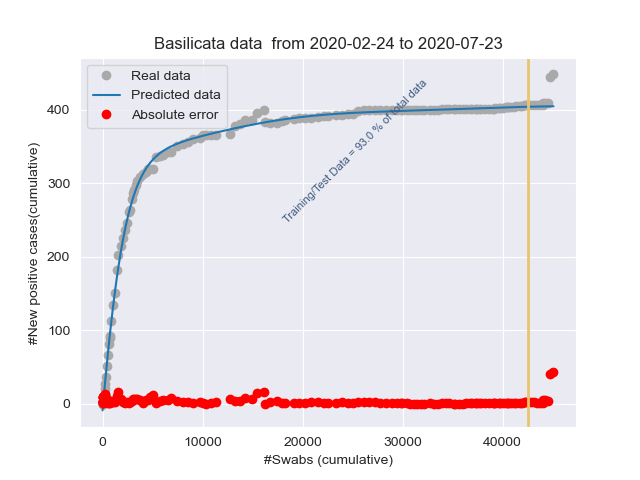 Basilicata data  from 2020-02-24 to 2020-07-23
Real data
Predicted data
Absolute error
Training/Test Data = 93.0 % of total data
#New positive cases(cumulative)
400
300
200
100
0
0
10000
20000
30000
40000
#Swabs (cumulative)